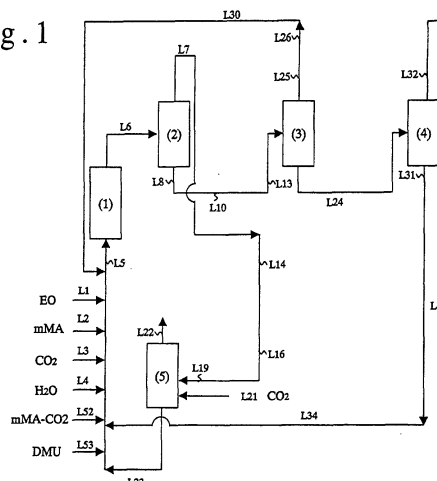 g. 1
L30
L7
L26
L32
L25
L6
(2)
(3)
(4)
L8
L13
L31
(1)
L10
L24
L5
L14
L1
EO
L2
mMA
L22
L16
L3
CO2
L19
(5)
L4
H2O
L21 CO2
L52
mMA-CO2
L34
L53
DMU